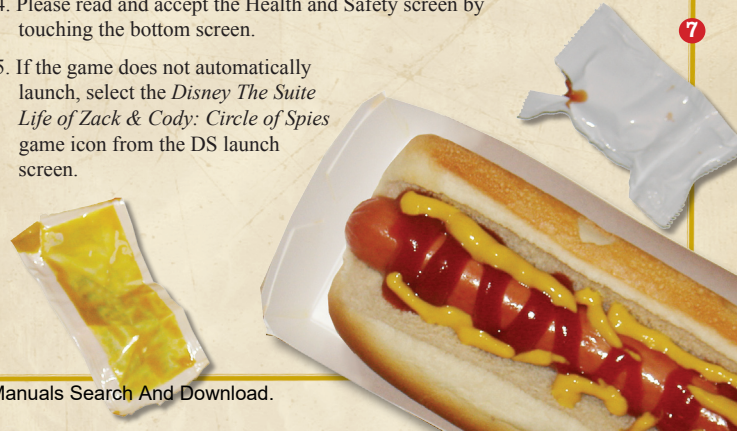 4. Please read and accept the Health and Safety screen by
touching the bottom screen.
5. If the game does not automatically
launch, select the Disney The Suite
Life of Zack & Cody: Circle of Spies
game icon from the DS launch
screen.
7
Manuals Search And Download.